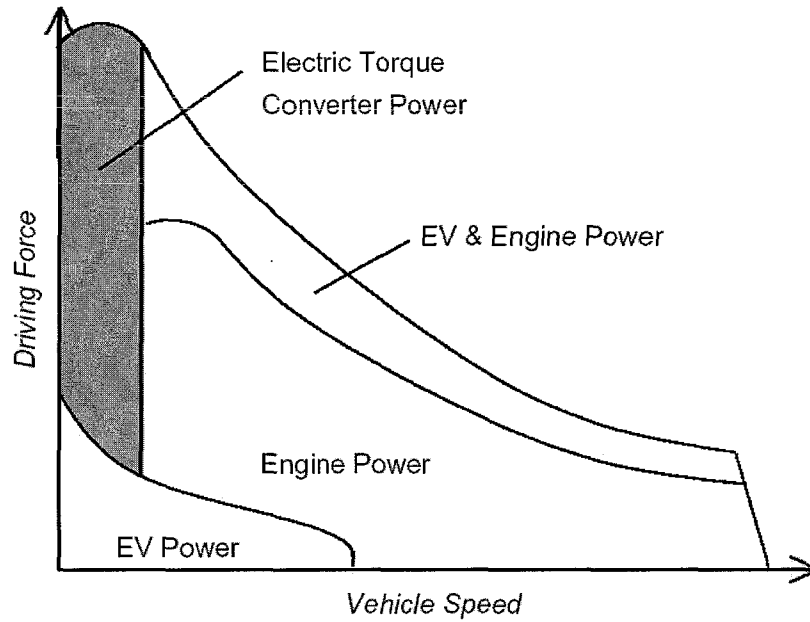 Electric Torque
Converter Power
EV & Engine Power
Driving Force
Engine Power
EV Power
Vehicle Speed